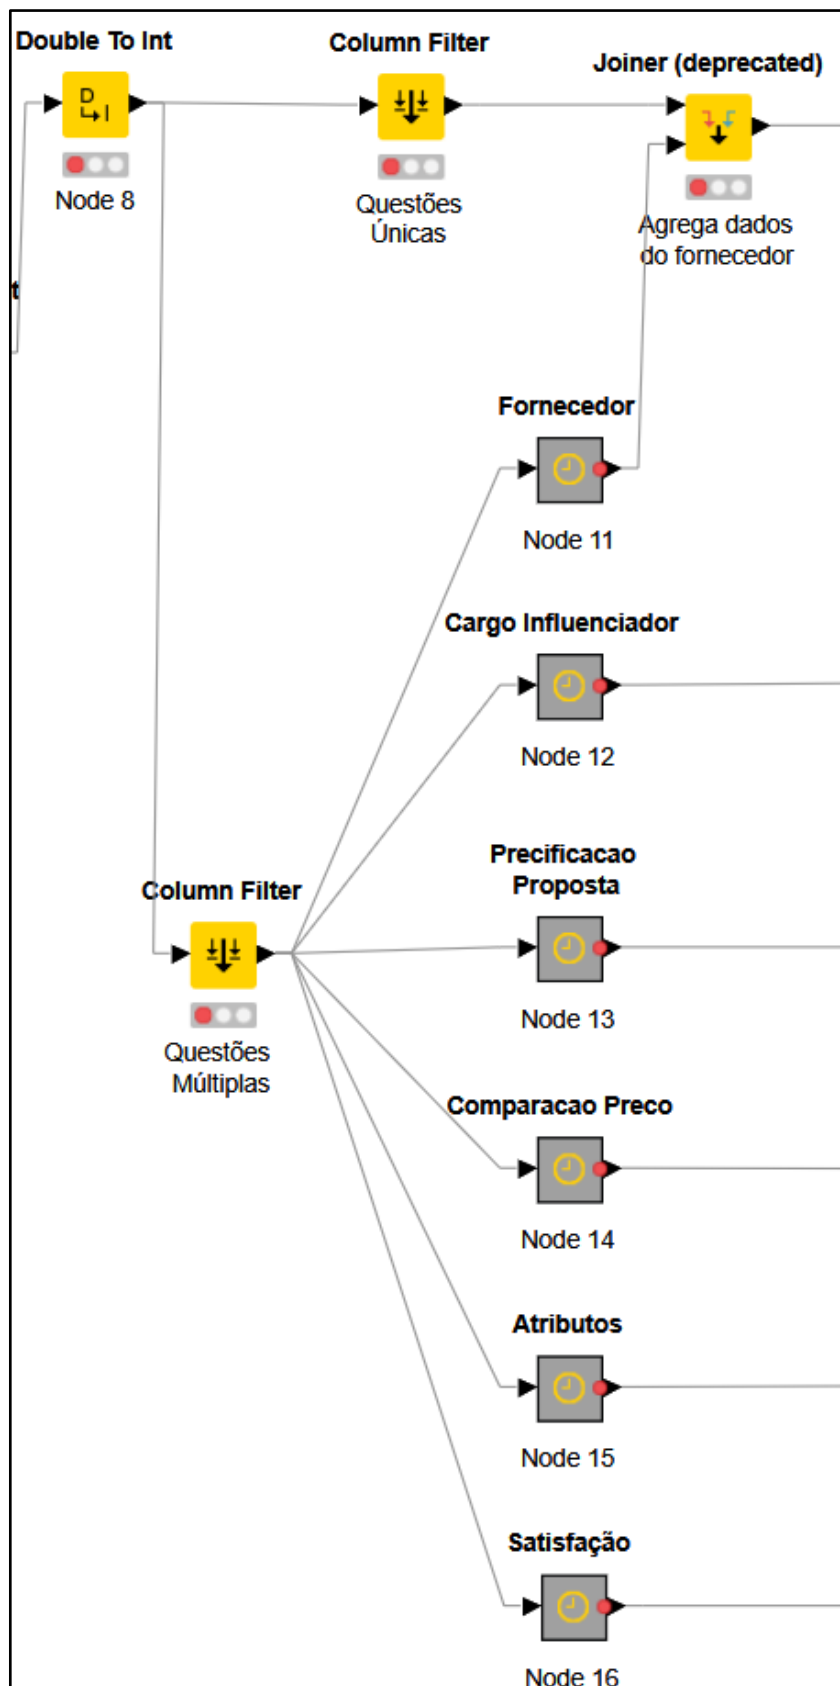 Double To Int
Node 8
Column Filter
Questões
Únicas
Joiner (deprecated)
Agrega dados
do fornecedor
t
Fornecedor
Node 11
Cargo Influenciador
Node 12
Precificacao
Proposta
Node 13
Column Filter
Questões
Múltiplas
Comparacao Preco
Node 14
Atributos
Node 15
Satisfação
Node 16